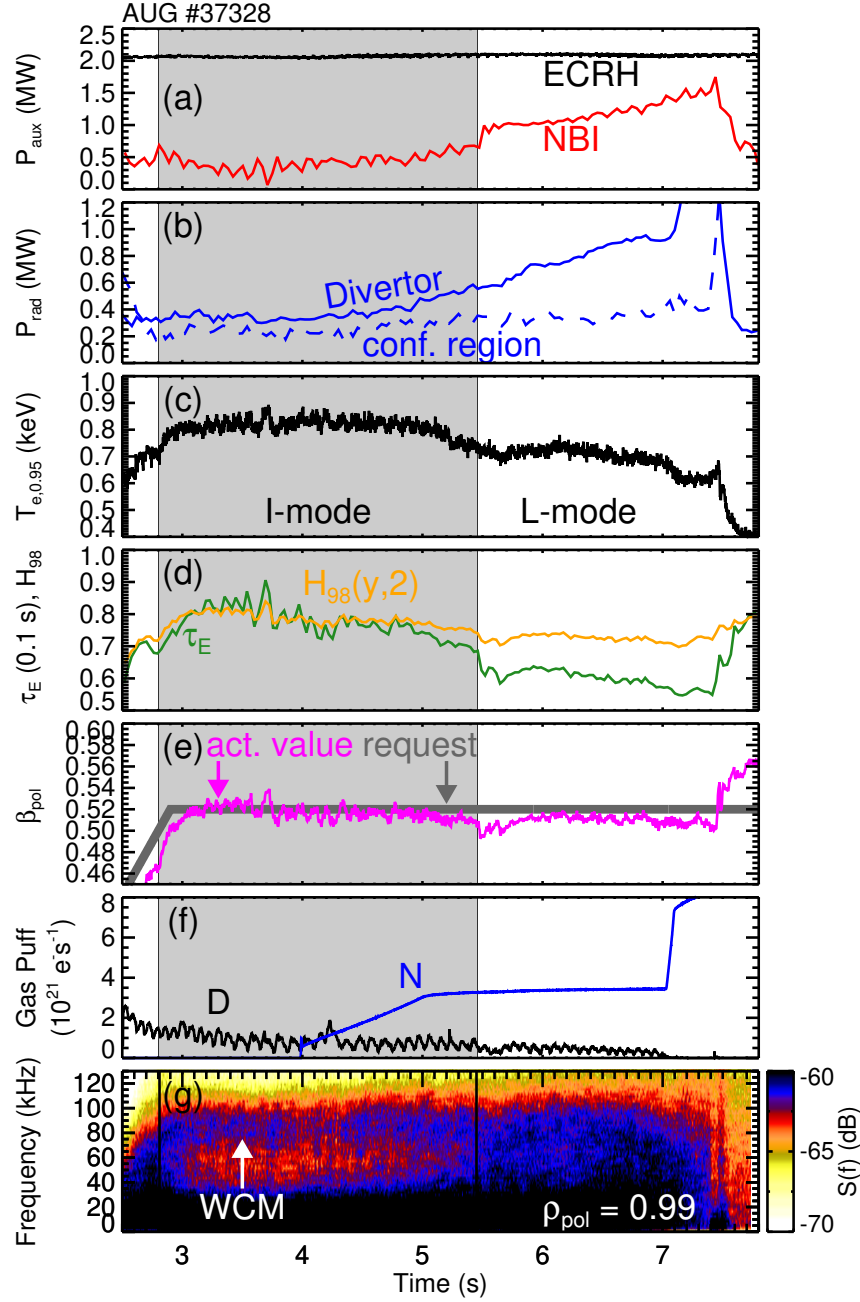 AUG #37328
2.5
2.0
1.5
1.0
0.5
0.0
P_aux (MW)
(a)
ECRH
NBI
1.2
1.0
0.8
0.6
0.4
0.2
0.0
P_rad (MW)
(b)
Divertor
conf. region
1.0
0.9
0.8
0.7
0.6
0.5
0.4
T_e,0.95 (keV)
(c)
I-mode
L-mode
1.0
0.9
0.8
0.7
0.6
0.5
τ_E (0.1 s), H_98
(d)
H_98(y,2)
τ_E
0.60
0.58
0.56
0.54
0.52
0.50
0.48
0.46
β_pol
(e)
act. value
request
8
6
4
2
0
Gas Puff
(10^21 e⁻s⁻¹)
(f)
D
N
120
100
80
60
40
20
0
Frequency (kHz)
(g)
WCM
ρ_pol = 0.99
-60
-65
-70
S(f) (dB)
3 4 5 6 7
Time (s)